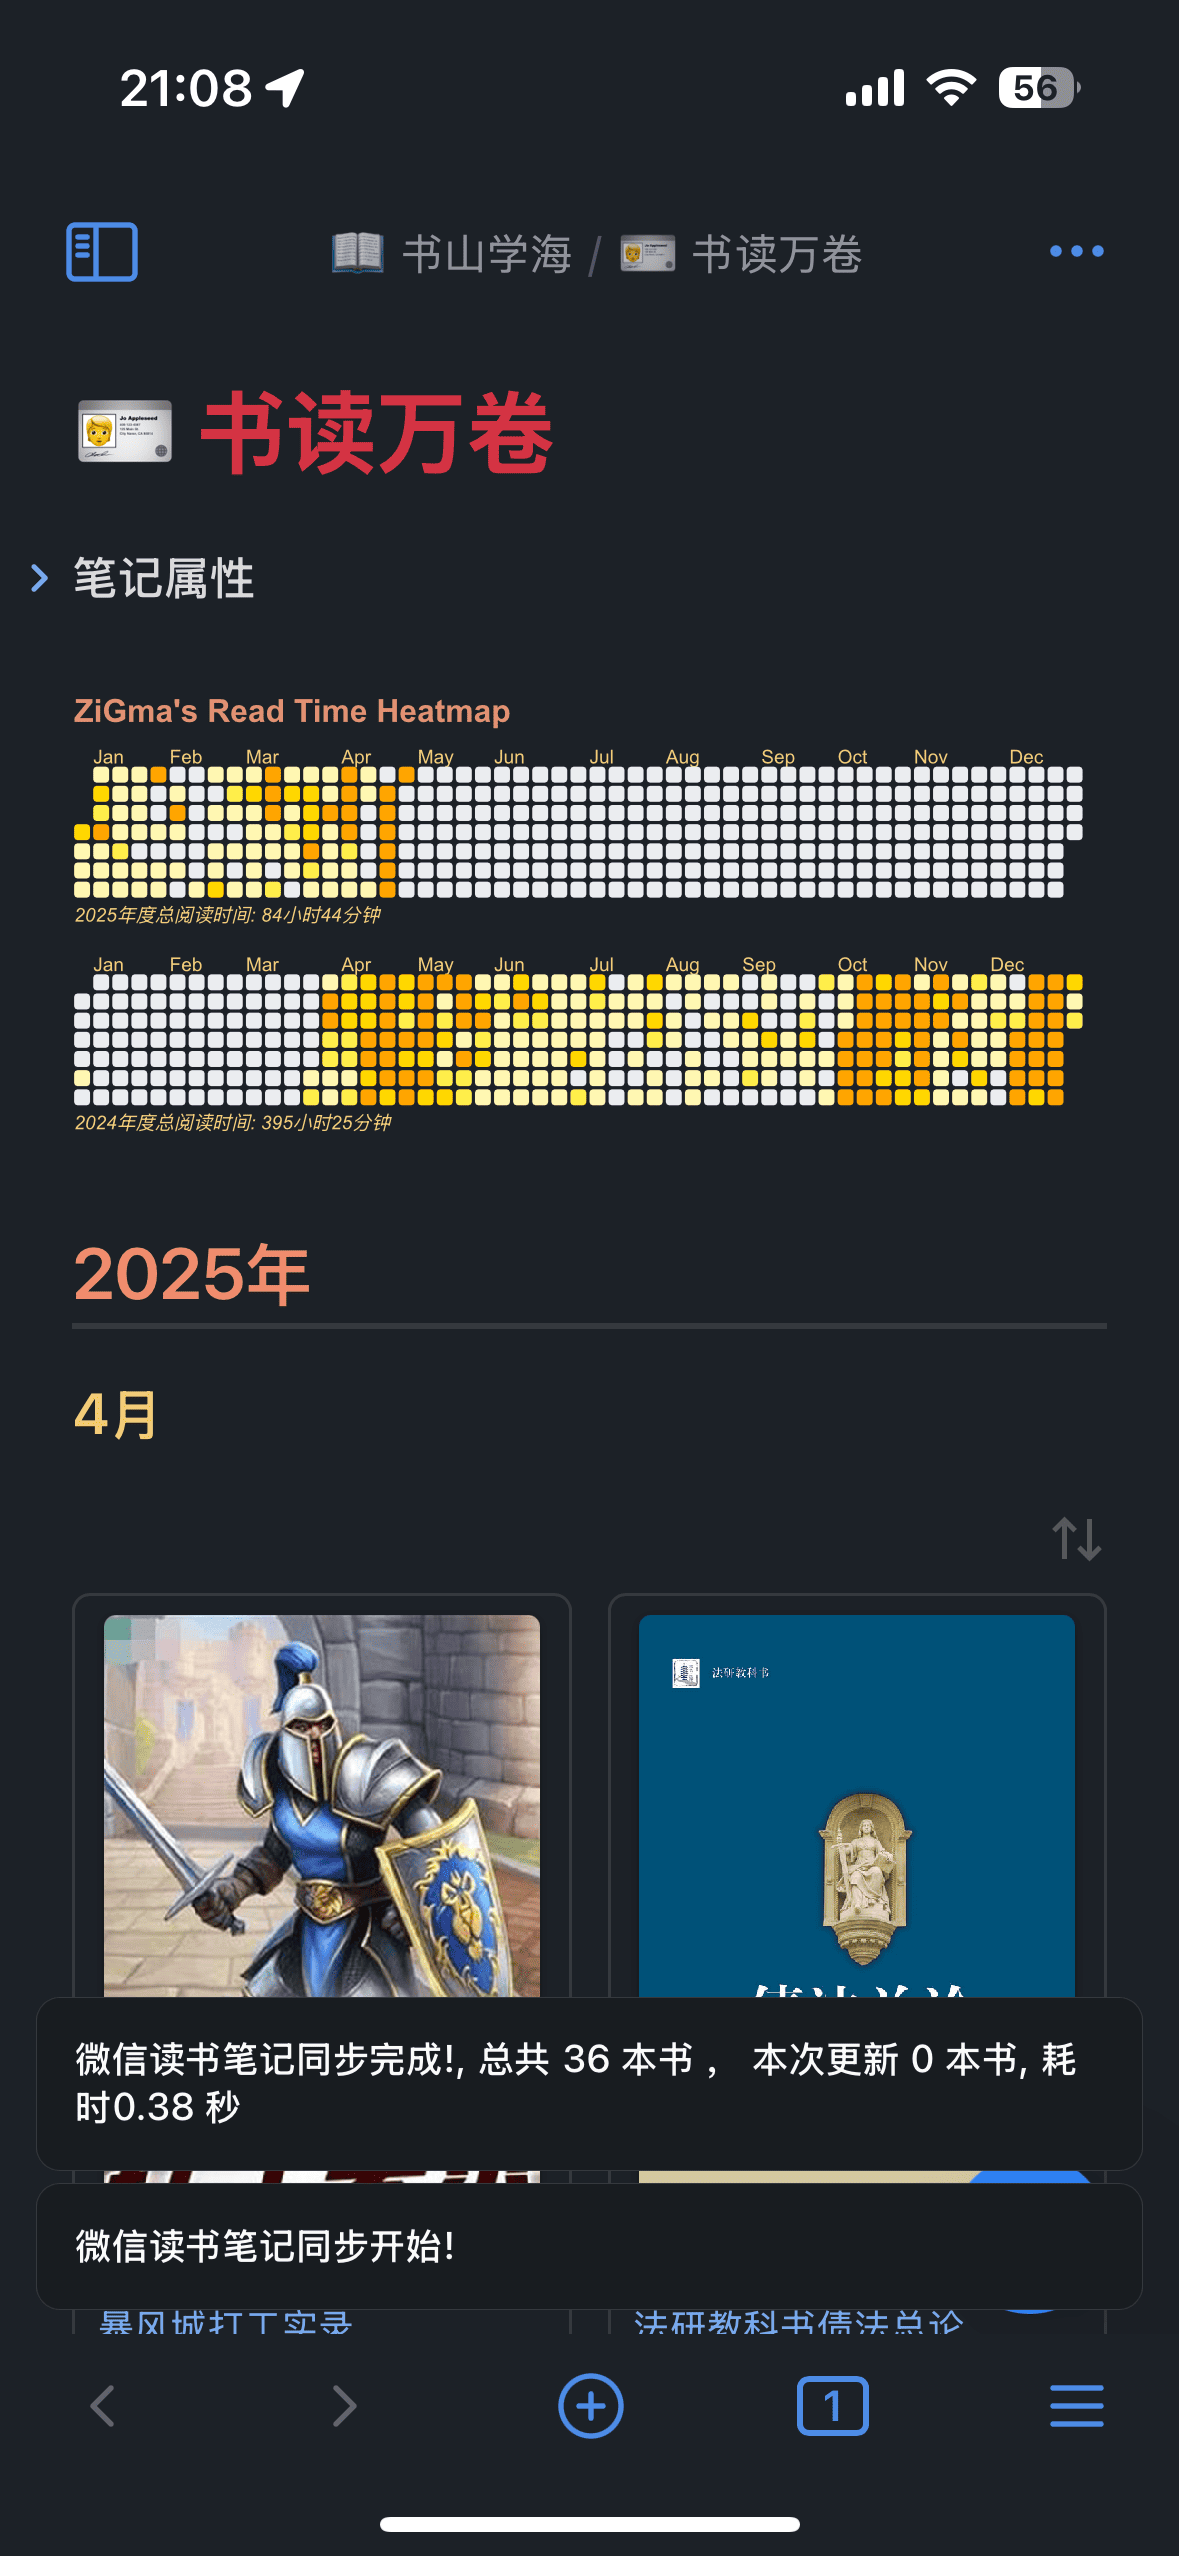 21:08
56
书山学海 / 书读万卷
Jo Appleseed
书读万卷
笔记属性
ZiGma's Read Time Heatmap
Jan Feb Mar Apr May Jun Jul Aug Sep Oct Nov Dec
2025年度总阅读时间: 84小时44分钟
Jan Feb Mar Apr May Jun Jul Aug Sep Oct Nov Dec
2024年度总阅读时间: 395小时25分钟
2025年
4月
法研教科书
微信读书笔记同步完成!, 总共 36 本书 , 本次更新 0 本书, 耗
时0.38 秒
微信读书笔记同步开始!
暴风城打工实录
法研教科书债法总论
1